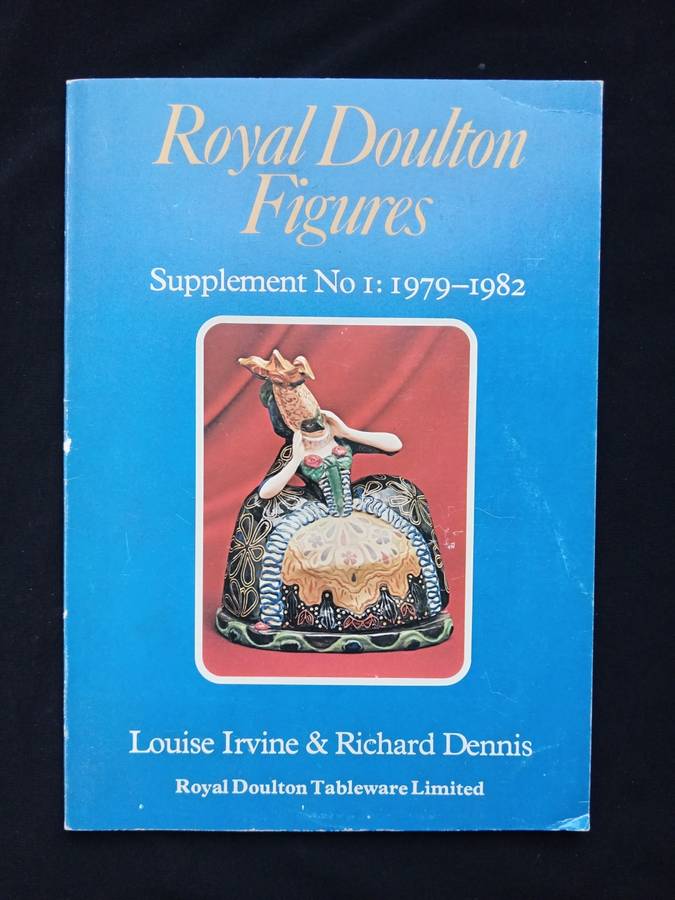 Royal Doulton
Figures
Supplement No 1: 1979–1982
Louise Irvine & Richard Dennis
Royal Doulton Tableware Limited